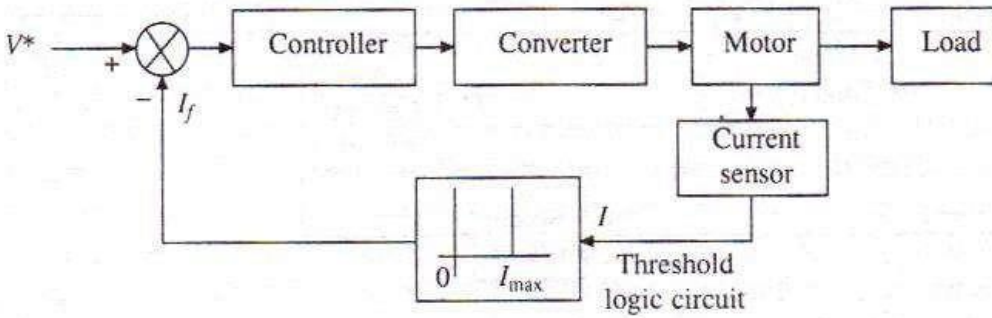 V* + − I_f
Controller
Converter
Motor
Load
Current
sensor
I
0 I_max
Threshold
logic circuit